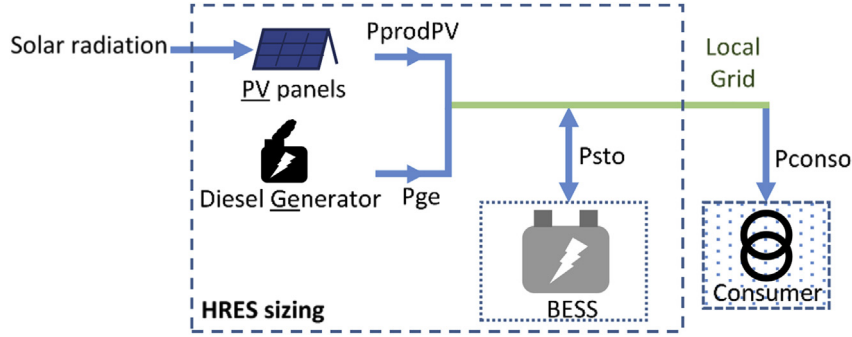 Solar radiation
PprodPV
PV panels
Local
Grid
Diesel Generator
Pge
Psto
Pconso
HRES sizing
BESS
Consumer